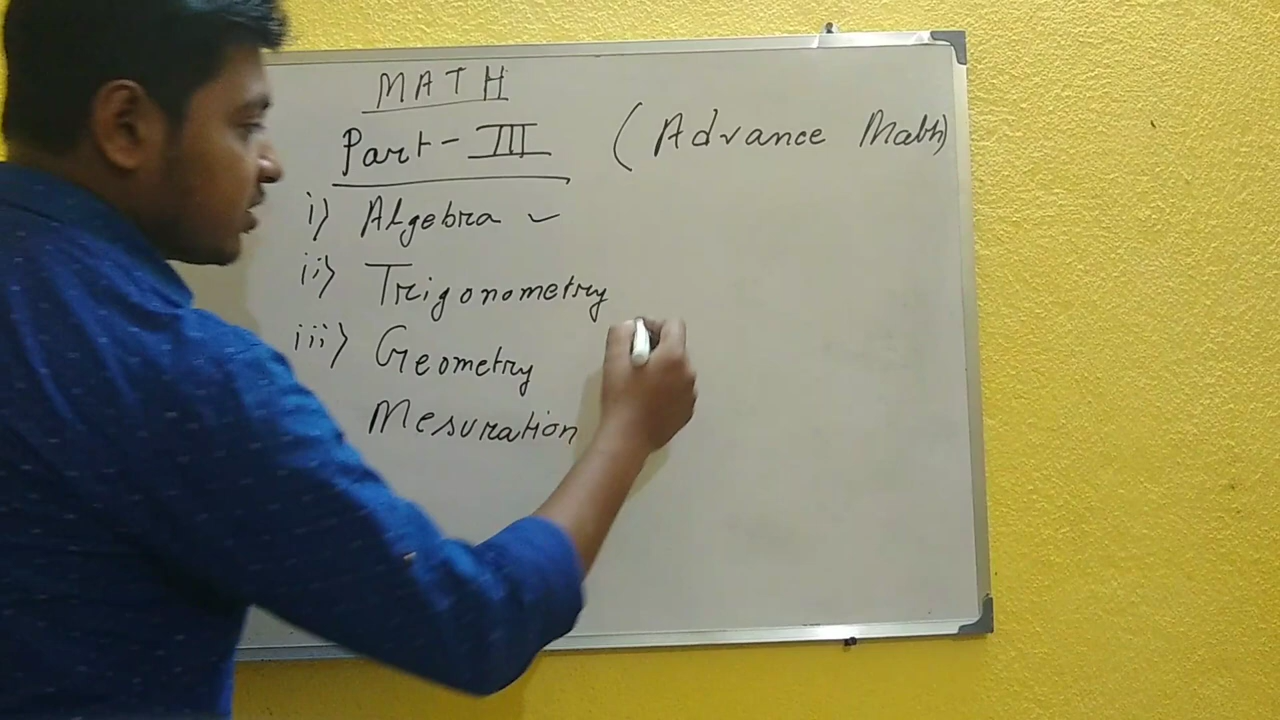 MATH
Part - III (Advance Math)
i) Algebra ✓
ii) Trigonometry
iii) Geometry
Mesuration